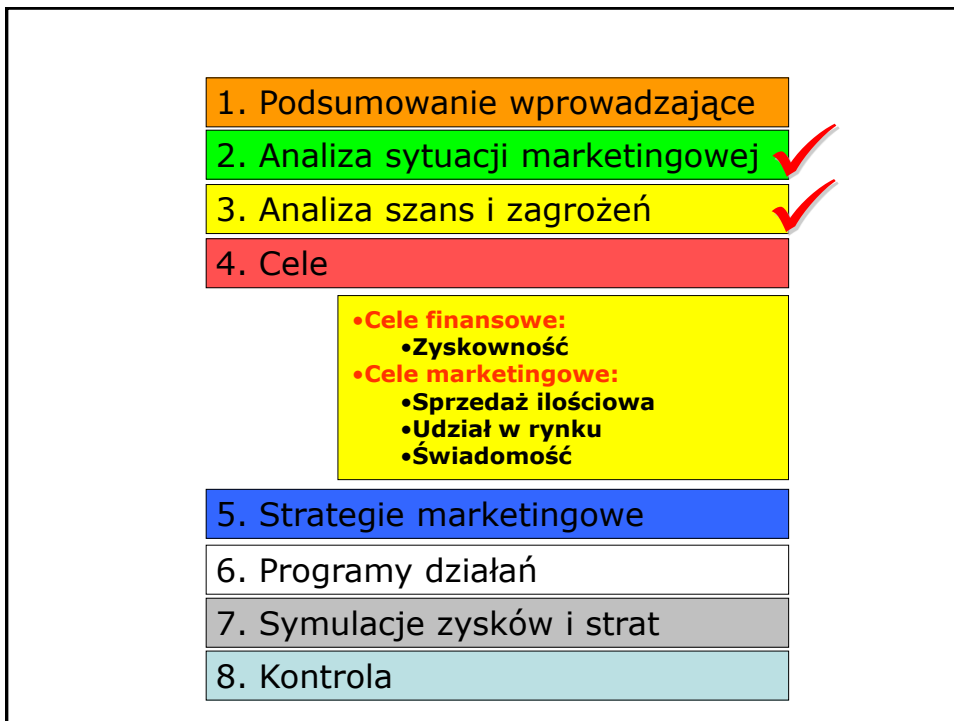 1. Podsumowanie wprowadzające
2. Analiza sytuacji marketingowej
3. Analiza szans i zagrożeń
4. Cele
•Cele finansowe:
•Zyskowność
•Cele marketingowe:
•Sprzedaż ilościowa
•Udział w rynku
•Świadomość
5. Strategie marketingowe
6. Programy działań
7. Symulacje zysków i strat
8. Kontrola